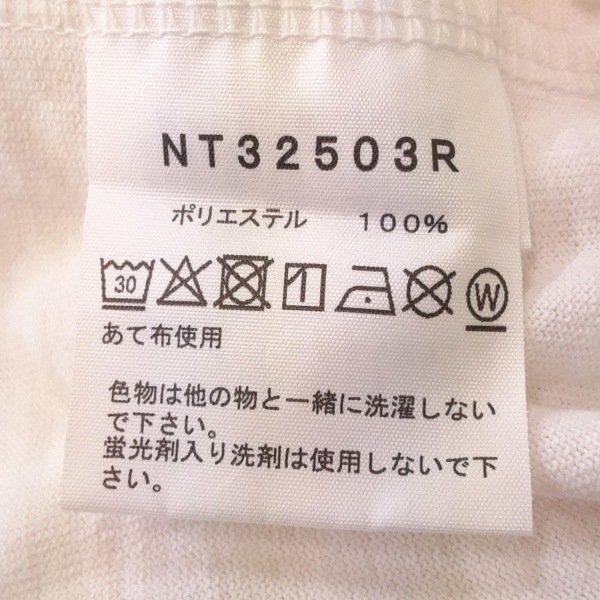 NT32503R
ポリエステル 100%
30 W
あて布使用
色物は他の物と一緒に洗濯しない
で下さい。
蛍光剤入り洗剤は使用しないで下
さい。